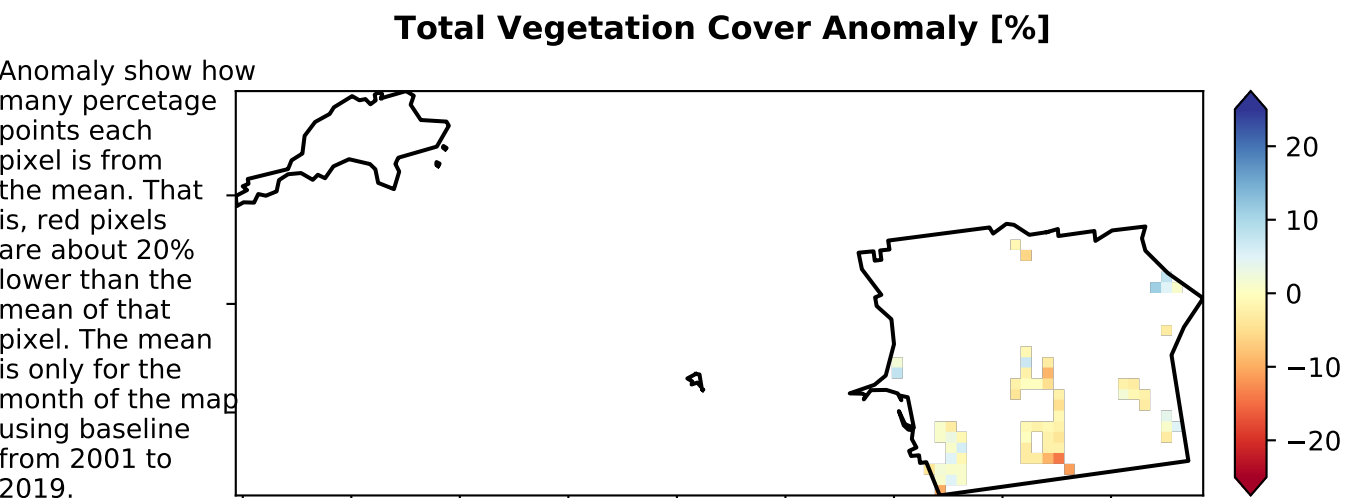 Total Vegetation Cover Anomaly [%]
Anomaly show how
many percetage
points each
pixel is from
the mean. That
is, red pixels
are about 20%
lower than the
mean of that
pixel. The mean
is only for the
month of the map
using baseline
from 2001 to
2019.
20
10
0
−10
−20